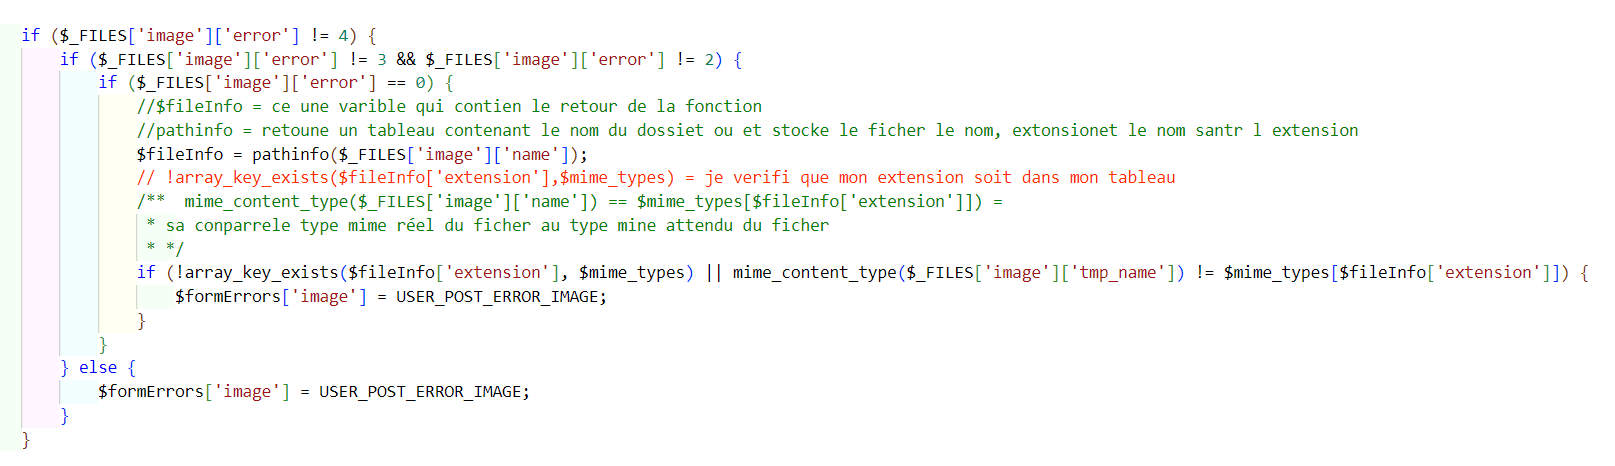 if ($_FILES['image']['error'] != 4) {
if ($_FILES['image']['error'] != 3 && $_FILES['image']['error'] != 2) {
if ($_FILES['image']['error'] == 0) {
//$fileInfo = ce une varible qui contien le retour de la fonction
//pathinfo = retoune un tableau contenant le nom du dossiet ou et stocke le ficher le nom, extonsionet le nom santr l extension
$fileInfo = pathinfo($_FILES['image']['name']);
// !array_key_exists($fileInfo['extension'],$mime_types) = je verifi que mon extension soit dans mon tableau
/**  mime_content_type($_FILES['image']['name']) == $mime_types[$fileInfo['extension']]) =
* sa conparrele type mime réel du ficher au type mine attendu du ficher
* */
if (!array_key_exists($fileInfo['extension'], $mime_types) || mime_content_type($_FILES['image']['tmp_name']) != $mime_types[$fileInfo['extension']]) {
$formErrors['image'] = USER_POST_ERROR_IMAGE;
}
}
} else {
$formErrors['image'] = USER_POST_ERROR_IMAGE;
}
}